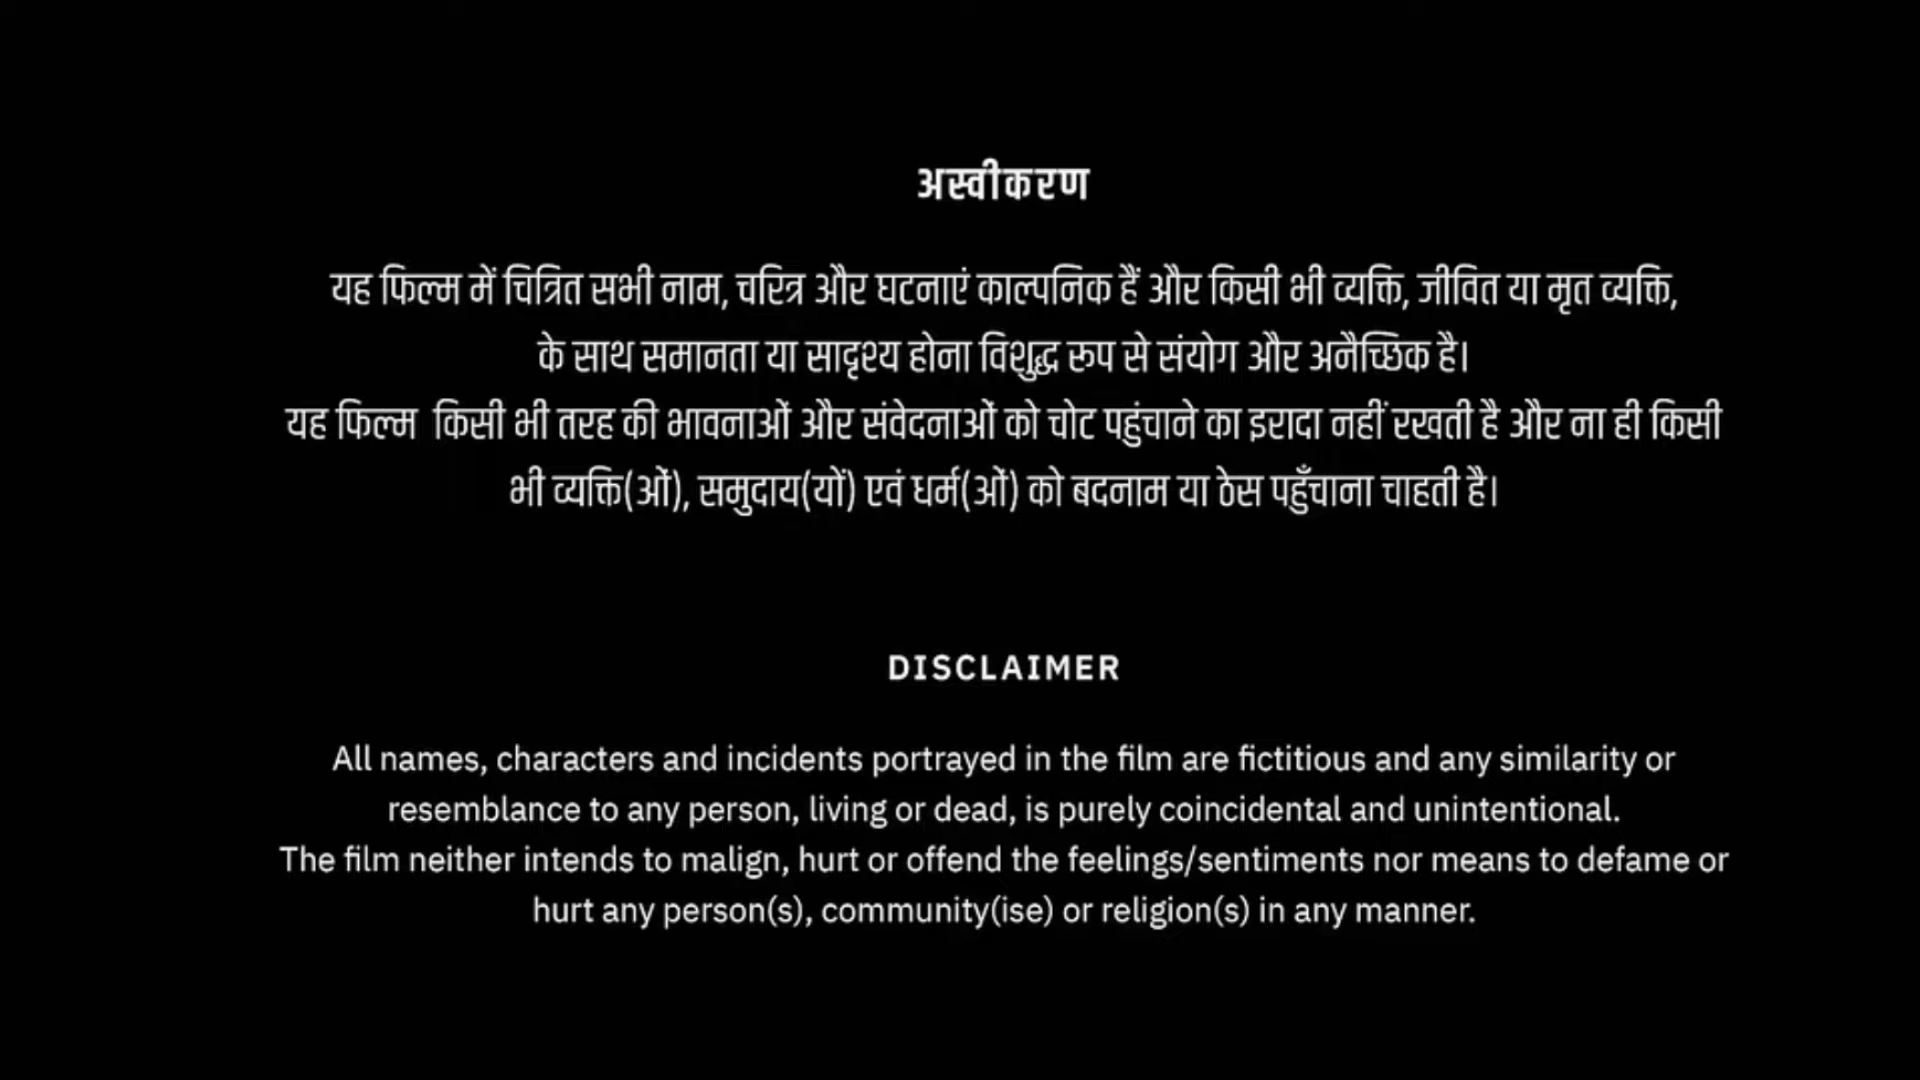 अस्वीकरण
यह फिल्म में चित्रित सभी नाम, चरित्र और घटनाएं काल्पनिक हैं और किसी भी व्यक्ति, जीवित या मृत व्यक्ति,
के साथ समानता या सादृश्य होना विशुद्ध रूप से संयोग और अनैच्छिक है।
यह फिल्म किसी भी तरह की भावनाओं और संवेदनाओं को चोट पहुंचाने का इरादा नहीं रखती है और ना ही किसी
भी व्यक्ति(ओं), समुदाय(यों) एवं धर्म(ओं) को बदनाम या ठेस पहुँचाना चाहती है।
DISCLAIMER
All names, characters and incidents portrayed in the film are fictitious and any similarity or
resemblance to any person, living or dead, is purely coincidental and unintentional.
The film neither intends to malign, hurt or offend the feelings/sentiments nor means to defame or
hurt any person(s), community(ise) or religion(s) in any manner.